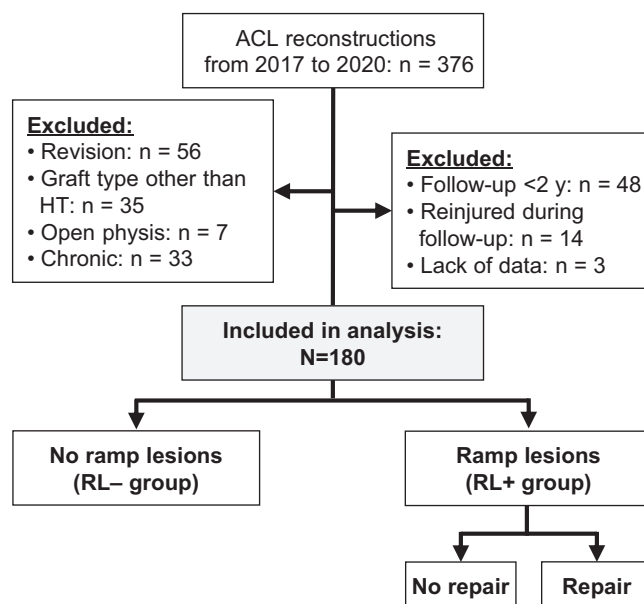 ACL reconstructions
from 2017 to 2020: n = 376
Excluded:
• Revision: n = 56
• Graft type other than
HT: n = 35
• Open physis: n = 7
• Chronic: n = 33
Excluded:
• Follow-up <2 y: n = 48
• Reinjured during
follow-up: n = 14
• Lack of data: n = 3
Included in analysis:
N=180
No ramp lesions
(RL– group)
Ramp lesions
(RL+ group)
No repair
Repair